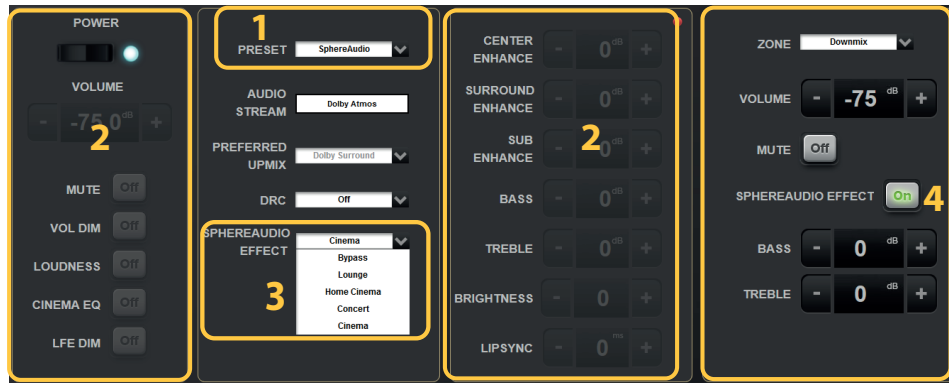 POWER
VOLUME
- -75.0 dB +
2
MUTE Off
VOL DIM Off
LOUDNESS Off
CINEMA EQ Off
LFE DIM Off
1
PRESET SphereAudio
AUDIO
STREAM
Dolby Atmos
PREFERRED
UPMIX
Dolby Surround
DRC Off
SPHEREAUDIO
EFFECT
Cinema
Bypass
Lounge
Home Cinema
Concert
Cinema
3
CENTER
ENHANCE
- 0 dB +
SURROUND
ENHANCE
- 0 dB +
SUB
ENHANCE
- 0 dB +
2
BASS - 0 dB +
TREBLE - 0 dB +
BRIGHTNESS - 0 +
LIPSYNC - 0 ms +
ZONE Downmix
VOLUME - -75 dB +
MUTE Off
SPHEREAUDIO EFFECT On
4
BASS - 0 dB +
TREBLE - 0 dB +